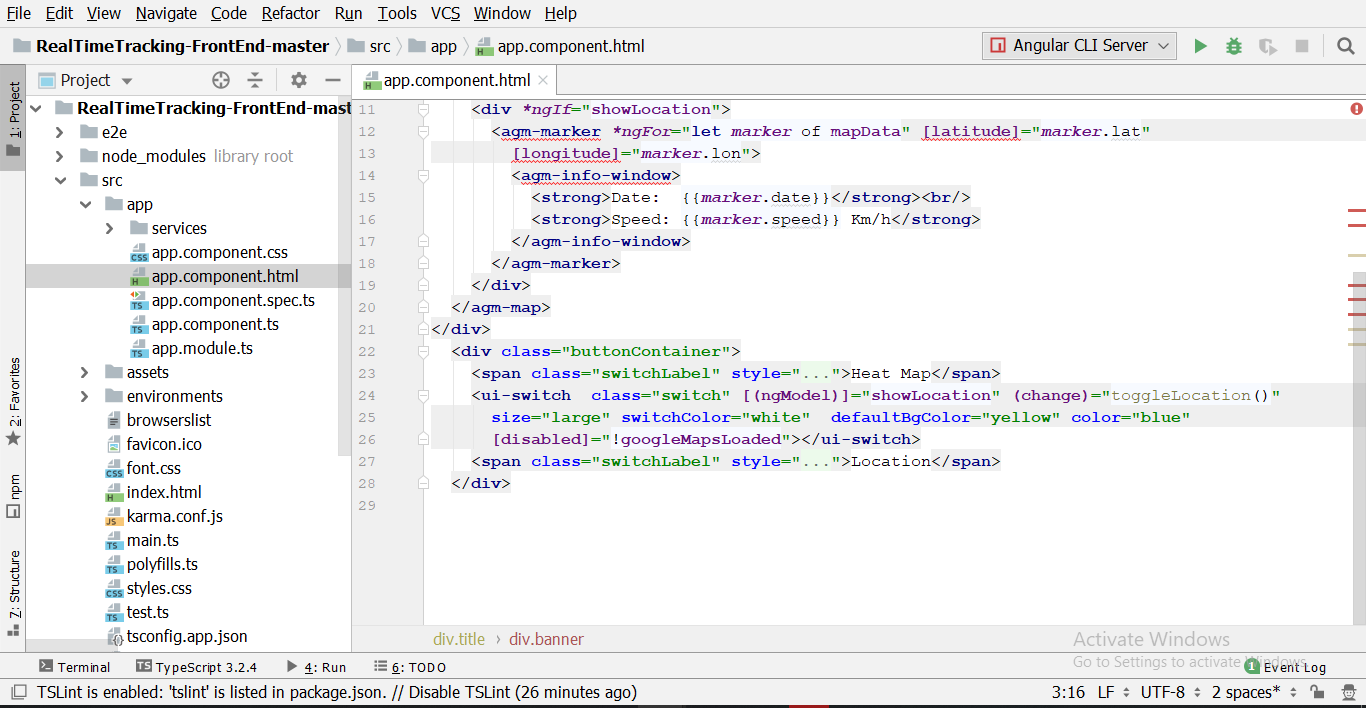 File Edit View Navigate Code Refactor Run Tools VCS Window Help
RealTimeTracking-FrontEnd-master src app app.component.html Angular CLI Server
Project app.component.html
1: Project
2: Favorites
npm
Z: Structure
RealTimeTracking-FrontEnd-mast
e2e
node_modules library root
src
app
services
app.component.css
app.component.html
app.component.spec.ts
app.component.ts
app.module.ts
assets
environments
browserslist
favicon.ico
font.css
index.html
karma.conf.js
main.ts
polyfills.ts
styles.css
test.ts
tsconfig.app.json
11 <div *ngIf="showLocation">
12 <agm-marker *ngFor="let marker of mapData" [latitude]="marker.lat"
13 [longitude]="marker.lon">
14 <agm-info-window>
15 <strong>Date:  {{marker.date}}</strong><br/>
16 <strong>Speed: {{marker.speed}} Km/h</strong>
17 </agm-info-window>
18 </agm-marker>
19 </div>
20 </agm-map>
21 </div>
22 <div class="buttonContainer">
23 <span class="switchLabel" style="...">Heat Map</span>
24 <ui-switch  class="switch" [(ngModel)]="showLocation" (change)="toggleLocation()"
25 size="large" switchColor="white"  defaultBgColor="yellow" color="blue"
26 [disabled]="!googleMapsLoaded"></ui-switch>
27 <span class="switchLabel" style="...">Location</span>
28 </div>
29
div.title › div.banner
Activate Windows
Go to Settings to activate Windows.
Terminal TS TypeScript 3.2.4 4: Run 6: TODO 1 Event Log
TSLint is enabled: 'tslint' is listed in package.json. // Disable TSLint (26 minutes ago) 3:16 LF UTF-8 2 spaces*